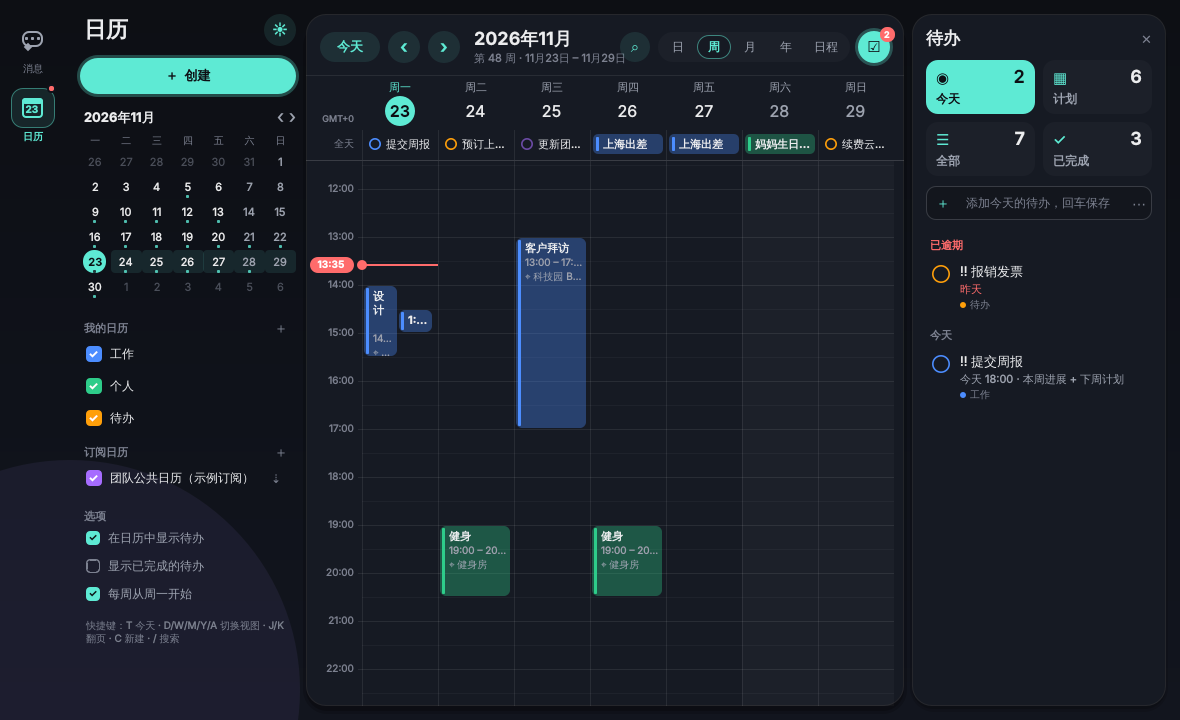 消息
23
日历
日历
+ 创建
2026年11月
一 二 三 四 五 六 日
26 27 28 29 30 31 1
2 3 4 5 6 7 8
9 10 11 12 13 14 15
16 17 18 19 20 21 22
23 24 25 26 27 28 29
30 1 2 3 4 5 6
我的日历 +
工作
个人
待办
订阅日历 +
团队公共日历（示例订阅）
选项
在日历中显示待办
显示已完成的待办
每周从周一开始
快捷键：T 今天 · D/W/M/Y/A 切换视图 · J/K
翻页 · C 新建 · / 搜索
今天
2026年11月
第 48 周 · 11月23日 – 11月29日
日 周 月 年 日程
2
周一 周二 周三 周四 周五 周六 周日
GMT+0 23 24 25 26 27 28 29
全天 提交周报 预订上... 更新团... 上海出差 上海出差 妈妈生日... 续费云...
12:00
13:00
13:35
14:00
15:00
16:00
17:00
18:00
19:00
20:00
21:00
22:00
设
计
14...
1:...
客户拜访
13:00 – 17:...
科技园 B...
健身
19:00 – 20...
健身房
健身
19:00 – 20...
健身房
待办 ×
2
今天
6
计划
7
全部
3
已完成
+ 添加今天的待办，回车保存 ...
已逾期
!! 报销发票
昨天
待办
今天
!! 提交周报
今天 18:00 · 本周进展 + 下周计划
工作